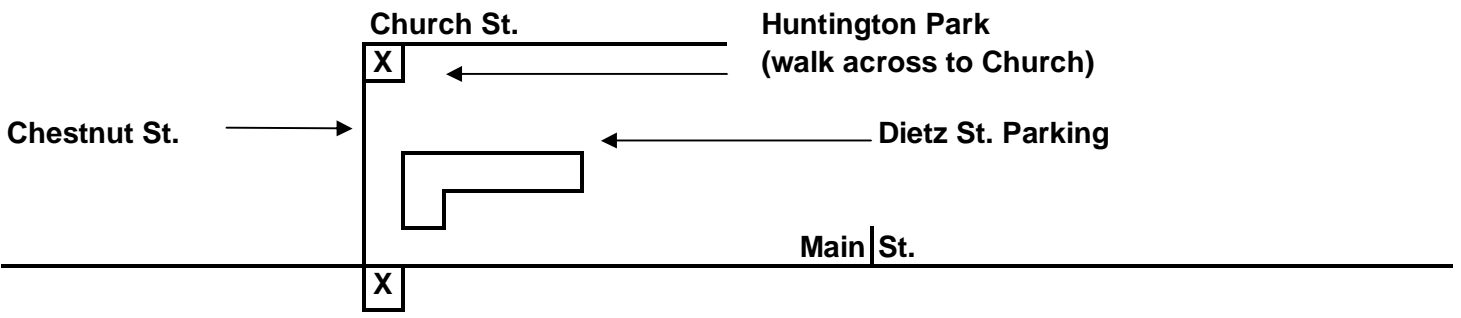 Church St.
Huntington Park
X
(walk across to Church)
Chestnut St.
Dietz St. Parking
Main St.
X